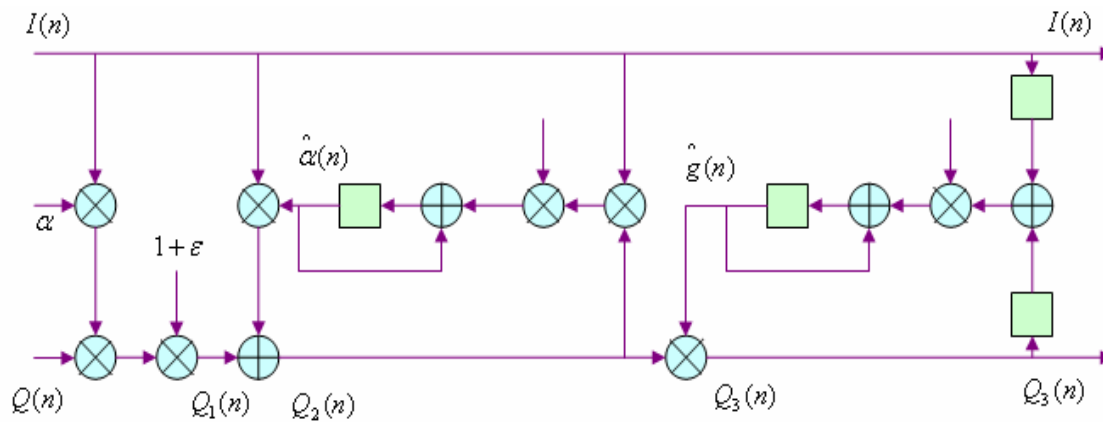 I(n) I(n)
α̂(n) ĝ(n)
α
1+ε
Q(n) Q₁(n) Q₂(n) Q₃(n) Q₃(n)